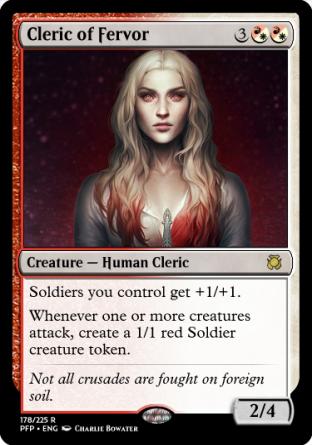 Cleric of Fervor 3
Creature — Human Cleric
Soldiers you control get +1/+1.
Whenever one or more creatures
attack, create a 1/1 red Soldier
creature token.
Not all crusades are fought on foreign
soil.
2/4
178/225 R
PFP • ENG Charlie Bowater